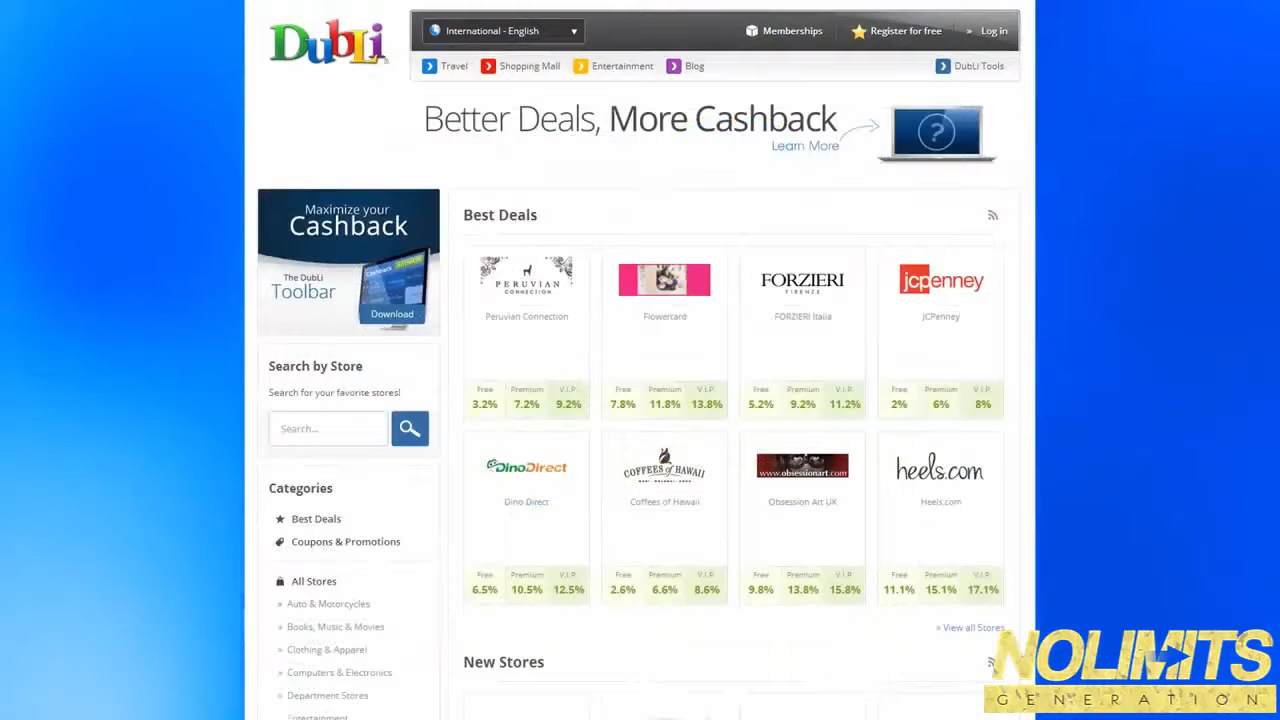 DubLi
International - English
Memberships
Register for free
» Log in
Travel
Shopping Mall
Entertainment
Blog
DubLi Tools
Better Deals, More Cashback
Learn More
?
Maximize your
Cashback
The DubLi
Toolbar
Download
Search by Store
Search for your favorite stores!
Search...
Categories
Best Deals
Coupons & Promotions
All Stores
» Auto & Motorcycles
» Books, Music & Movies
» Clothing & Apparel
» Computers & Electronics
» Department Stores
Entertainment
Best Deals
PERUVIAN
CONNECTION
Peruvian Connection
Free Premium V.I.P.
3.2% 7.2% 9.2%
Flowercard
Free Premium V.I.P.
7.8% 11.8% 13.8%
FORZIERI
FIRENZE
FORZIERI Italia
Free Premium V.I.P.
5.2% 9.2% 11.2%
jcpenney
JCPenney
Free Premium V.I.P.
2% 6% 8%
DinoDirect
Dino Direct
Free Premium V.I.P.
6.5% 10.5% 12.5%
COFFEES of HAWAII
Coffees of Hawaii
Free Premium V.I.P.
2.6% 6.6% 8.6%
www.obsessionart.com
Obsession Art UK
Free Premium V.I.P.
9.8% 13.8% 15.8%
heels.com
Heels.com
Free Premium V.I.P.
11.1% 15.1% 17.1%
» View all Stores
New Stores
NOLIMITS
GENERATION